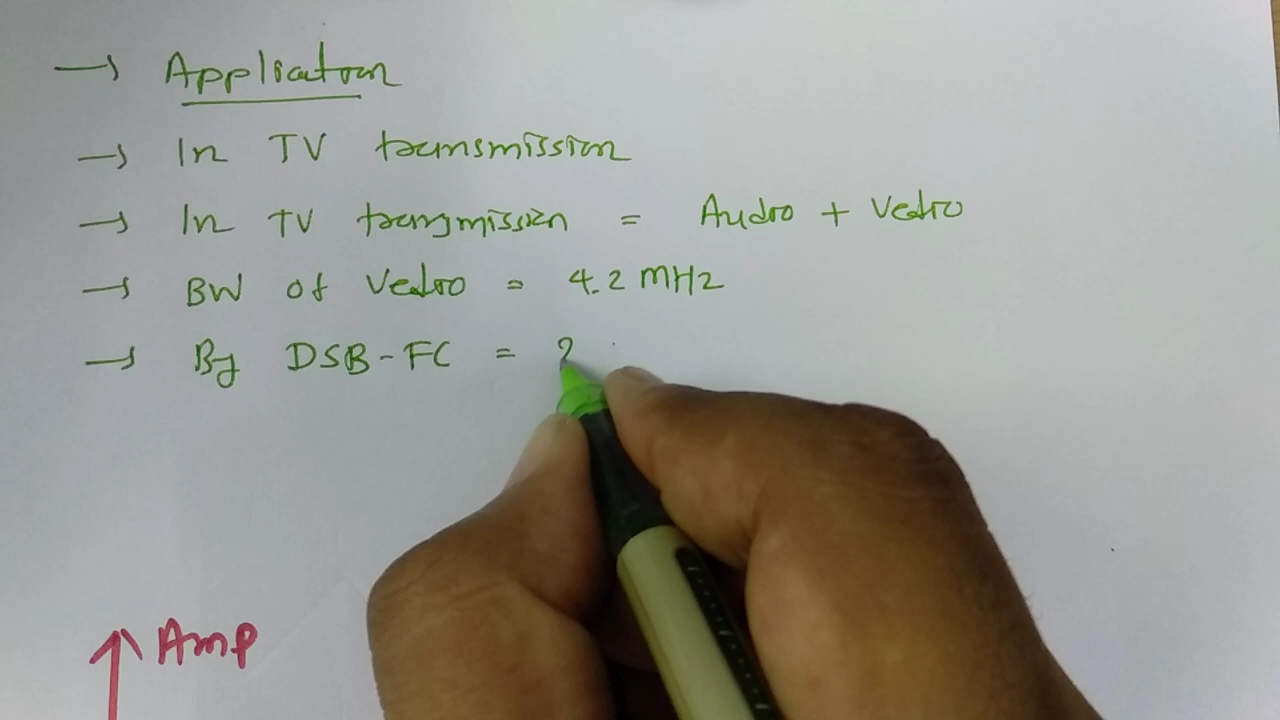 → Application
→ In TV transmission
→ In TV transmission = Audio + Vedio
→ BW of Vedio = 4.2 MHz
→ By DSB-FC = 2
Amp